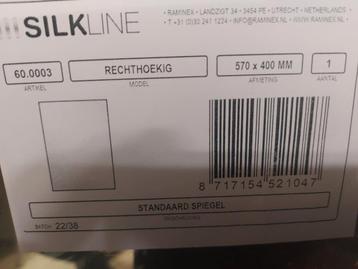 SILKLINE
RAMINEX - LANDZIGT 34 - 3454 PE - UTRECHT - NETHERLANDS
T +31 (0)30 241 1224 - INFO@RAMINEX.NL - WWW.RAMINEX.NL
60.0003 RECHTHOEKIG 570 x 400 MM 1
ARTIKEL MODEL AFMETING AANTAL
8 717154 521047
STANDAARD SPIEGEL
OMSCHRIJVING
BATCH 22/38